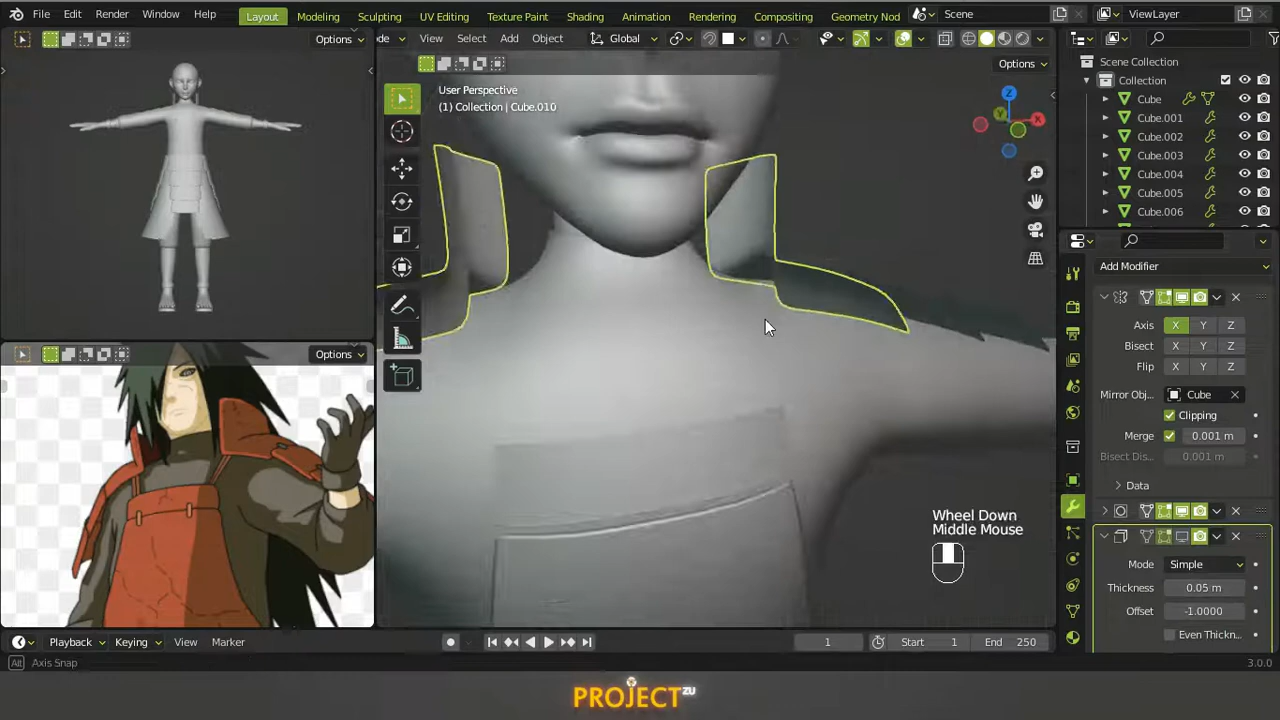 File Edit Render Window Help
Layout Modeling Sculpting UV Editing Texture Paint Shading Animation Rendering Compositing Geometry Nod
Scene
ViewLayer
Options
Options
View Select Add Object
Global
Options
User Perspective
(1) Collection | Cube.010
Z
Y
X
Wheel Down
Middle Mouse
Scene Collection
Collection
Cube
Cube.001
Cube.002
Cube.003
Cube.004
Cube.005
Cube.006
Add Modifier
Axis X Y Z
Bisect X Y Z
Flip X Y Z
Mirror Obj... Cube
Clipping
Merge 0.001 m
Bisect Dis... 0.001 m
Data
Mode Simple
Thickness 0.05 m
Offset -1.0000
Even Thickn...
Playback Keying View Marker
1
Start 1
End 250
Alt Axis Snap
3.0.0
PROJECT ZU